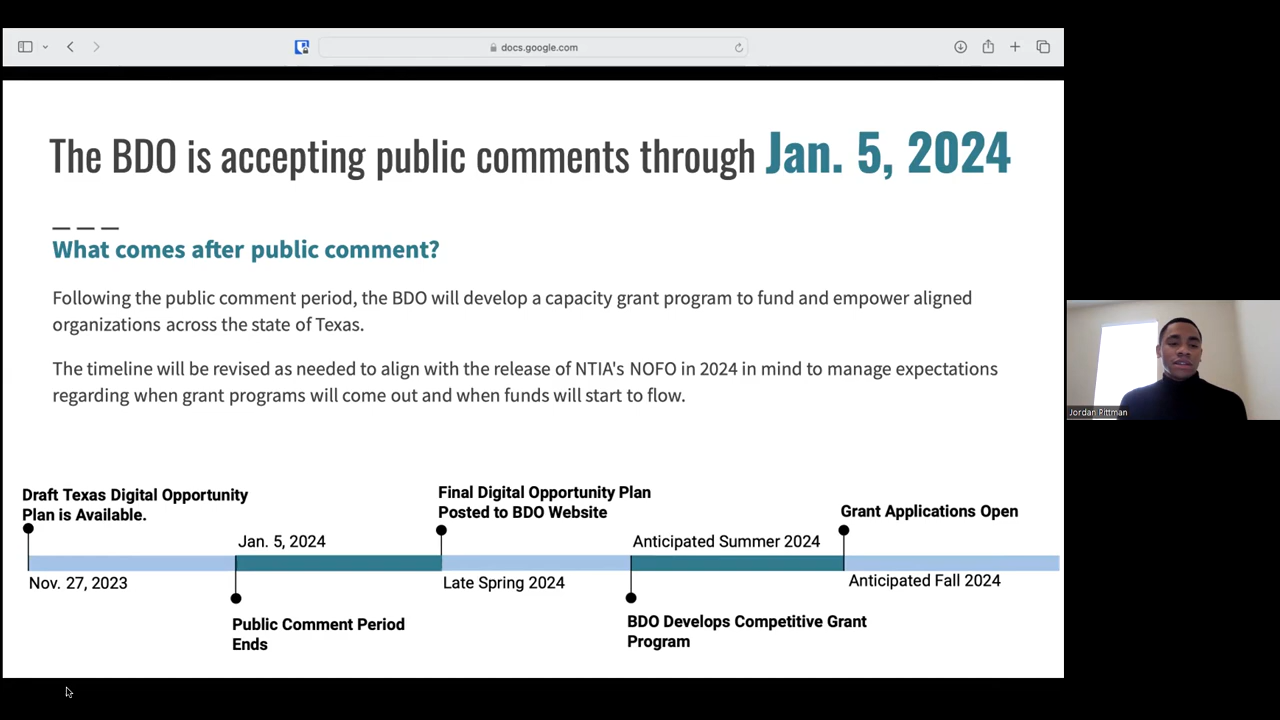 docs.google.com
The BDO is accepting public comments through Jan. 5, 2024
What comes after public comment?
Following the public comment period, the BDO will develop a capacity grant program to fund and empower aligned
organizations across the state of Texas.
The timeline will be revised as needed to align with the release of NTIA's NOFO in 2024 in mind to manage expectations
regarding when grant programs will come out and when funds will start to flow.
Draft Texas Digital Opportunity
Plan is Available.
Nov. 27, 2023
Jan. 5, 2024
Public Comment Period
Ends
Final Digital Opportunity Plan
Posted to BDO Website
Late Spring 2024
Anticipated Summer 2024
BDO Develops Competitive Grant
Program
Grant Applications Open
Anticipated Fall 2024
Jordan Pittman